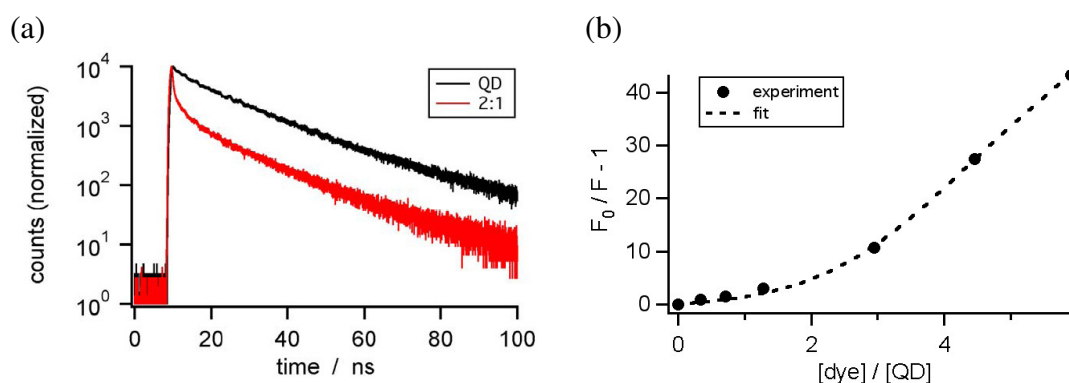 (a)
counts (normalized)
10^4
10^3
10^2
10^1
10^0
QD
2:1
0 20 40 60 80 100
time / ns
(b)
F_0 / F - 1
40
30
20
10
0
experiment
fit
0 2 4
[dye] / [QD]